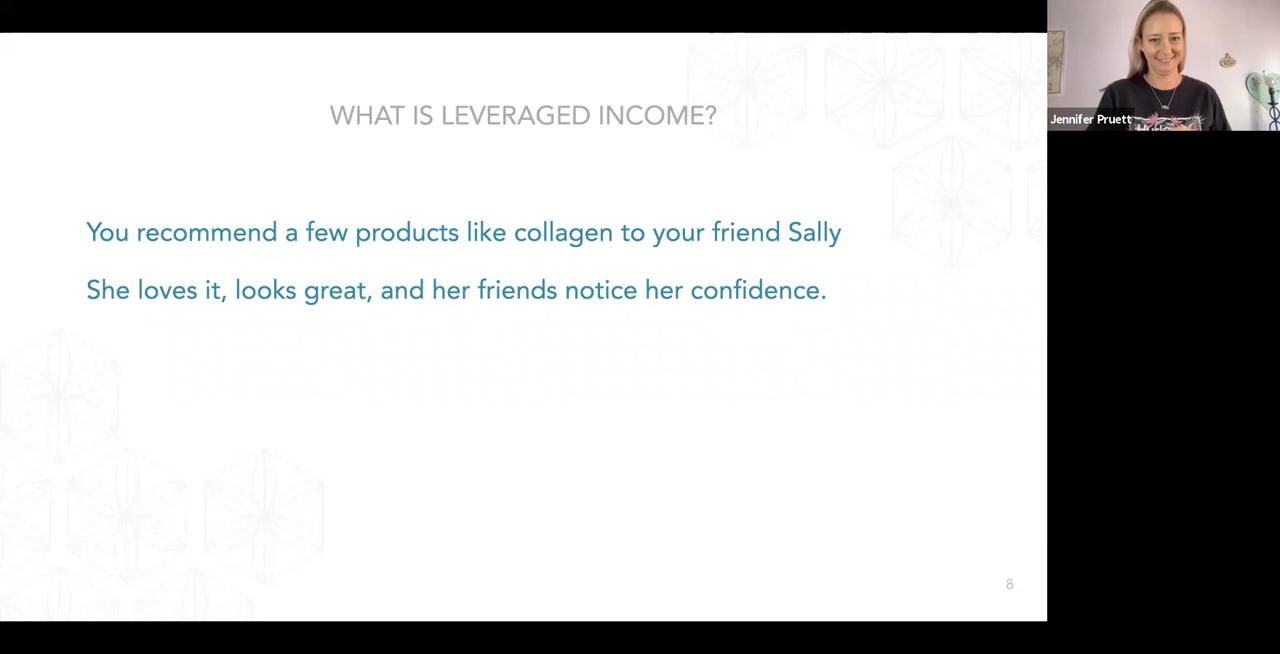 WHAT IS LEVERAGED INCOME?
You recommend a few products like collagen to your friend Sally
She loves it, looks great, and her friends notice her confidence.
8
Jennifer Pruett